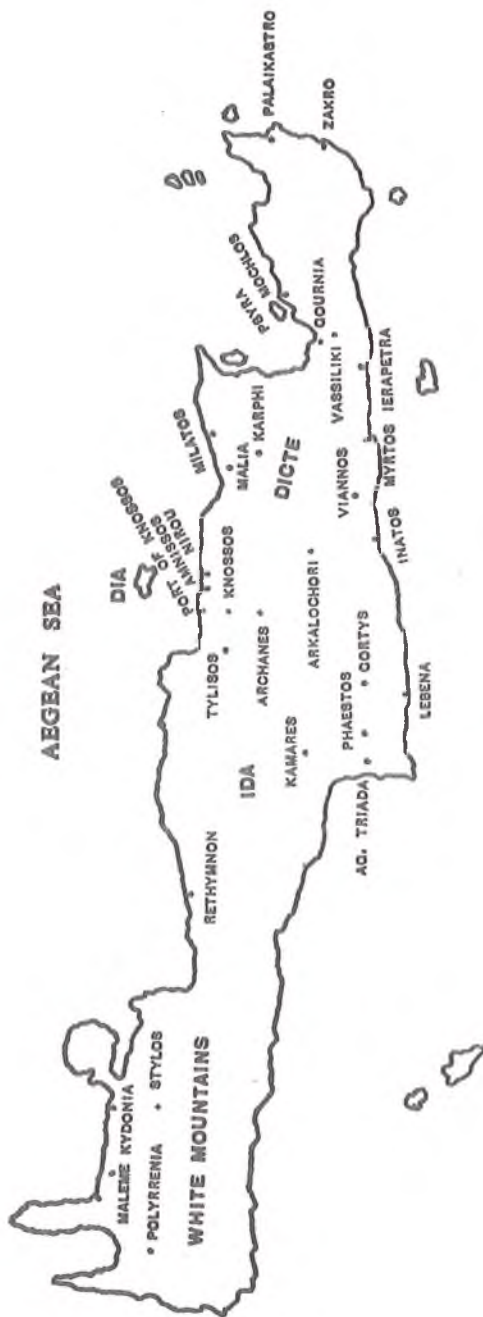 AEGEAN SEA
DIA
PORT OF KNOSSOS
AMNISSOS
NIROU
MILATOS
MALIA
KARPHI
DICTE
PSYRA
MOCHLOS
PALAIKASTRO
ZAKRO
GOURNIA
VASSILIKI
IERAPETRA
MYRTOS
VIANNOS
INATOS
KNOSSOS
TYLISOS
ARCHANES
ARKALOCHORI
IDA
KAMARES
PHAESTOS
GORTYS
LEBENA
AG. TRIADA
RETHYMNON
MALEME KYDONIA
POLYRRENIA
STYLOS
WHITE MOUNTAINS